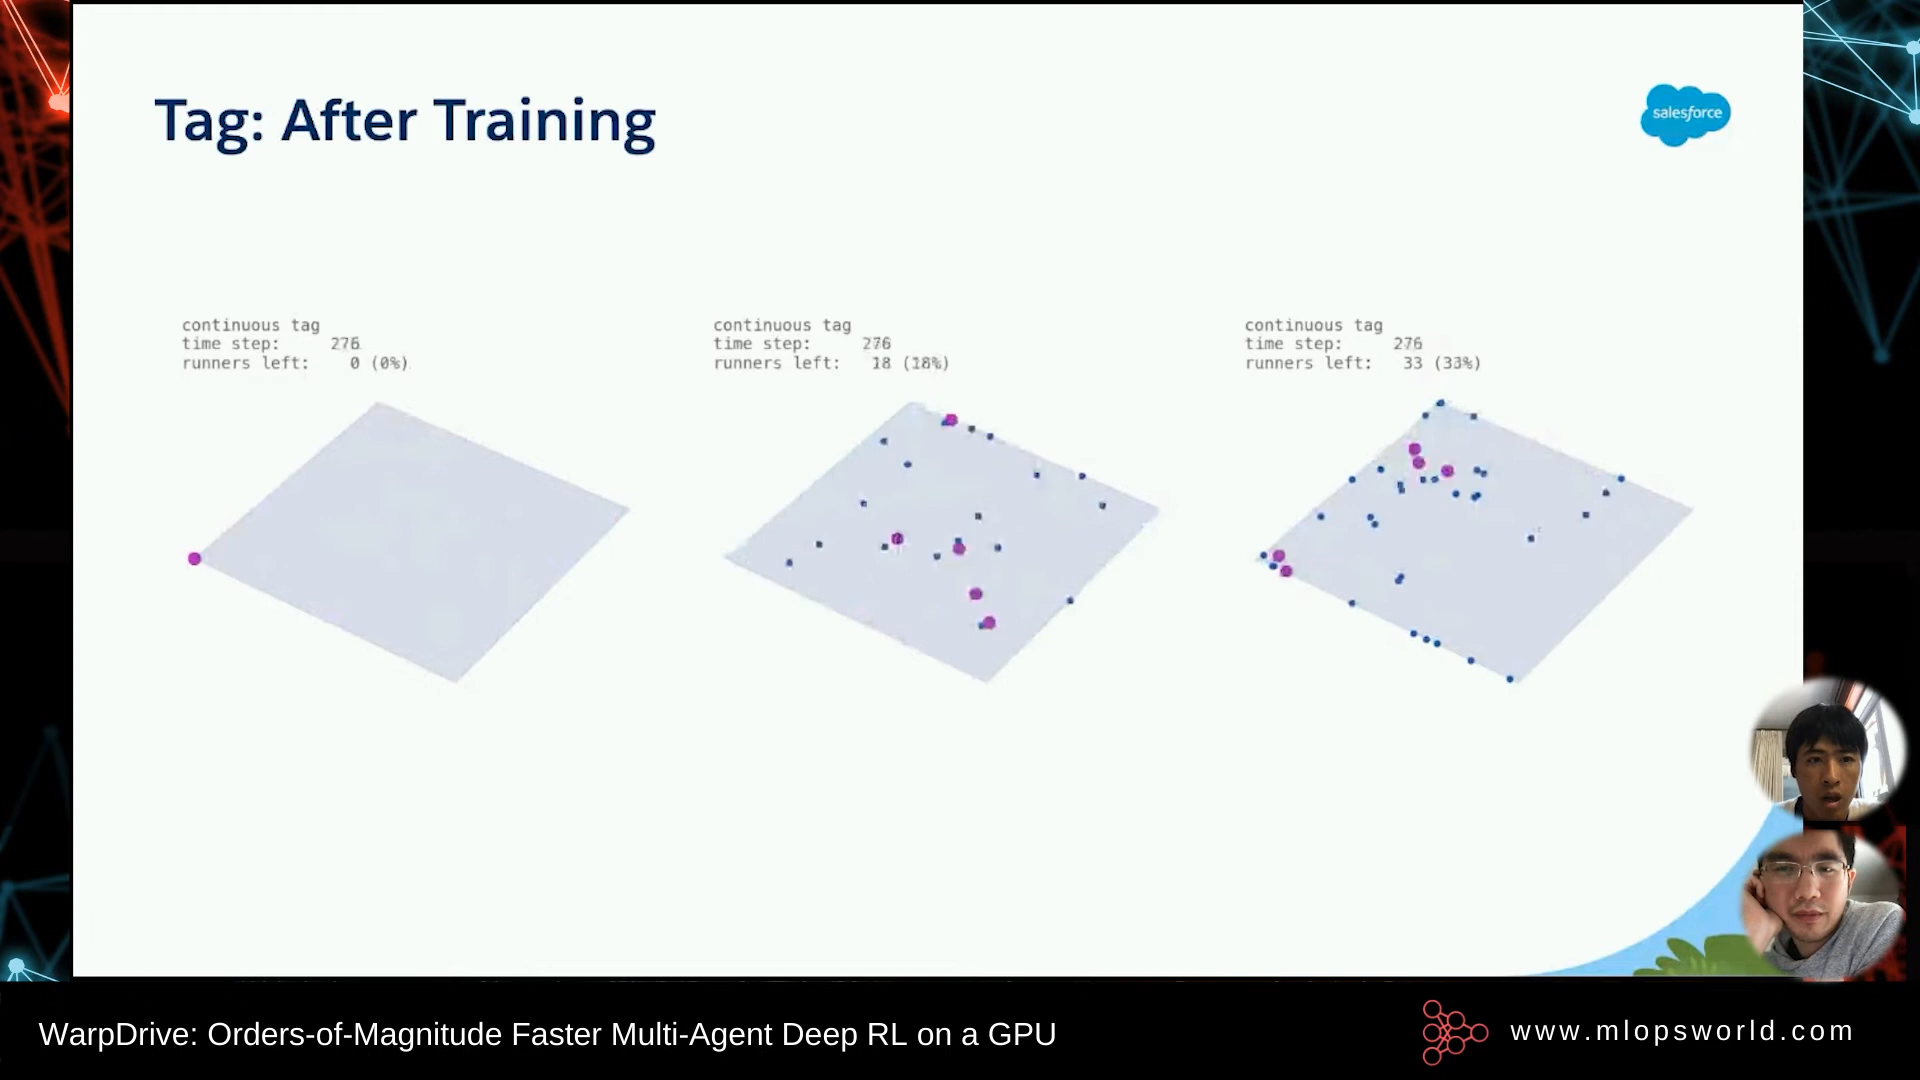 Tag: After Training
salesforce
continuous tag
time step: 276
runners left: 0 (0%)
continuous tag
time step: 276
runners left: 18 (18%)
continuous tag
time step: 276
runners left: 33 (33%)
WarpDrive: Orders-of-Magnitude Faster Multi-Agent Deep RL on a GPU
www.mlopsworld.com